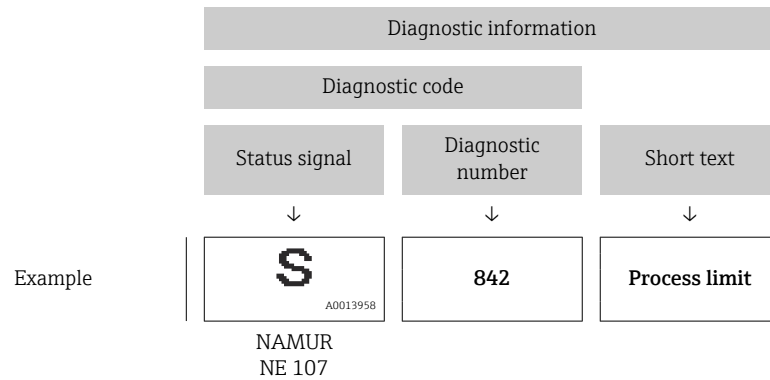 Diagnostic information
Diagnostic code
Status signal
Diagnostic
number
Short text
↓ ↓ ↓
Example
S
A0013958
842
Process limit
NAMUR
NE 107